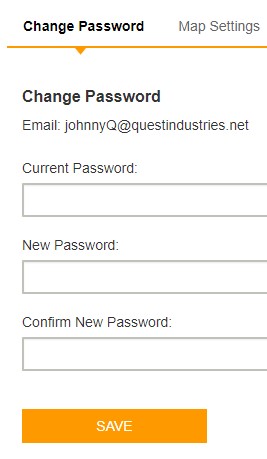 Change Password Map Settings
Change Password
Email: johnnyQ@questindustries.net
Current Password:
New Password:
Confirm New Password:
SAVE